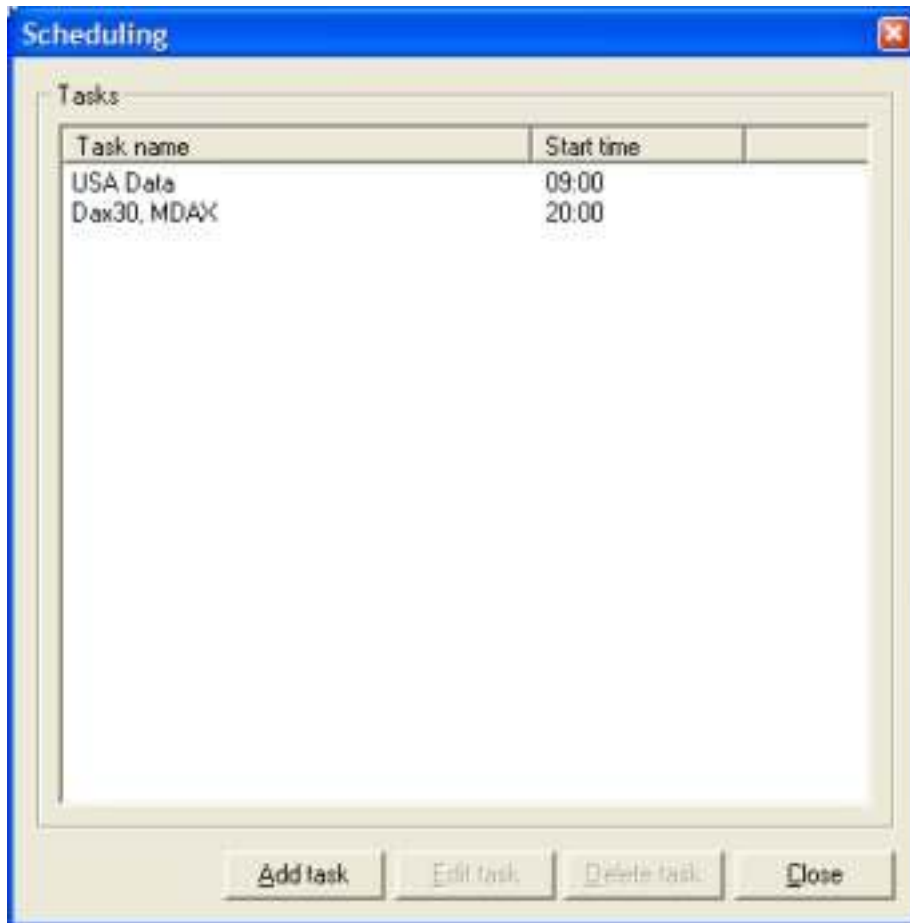 Scheduling
Tasks
Task name Start time
USA Data 09:00
Dax30, MDAX 20:00
Add task Edit task Delete task Close